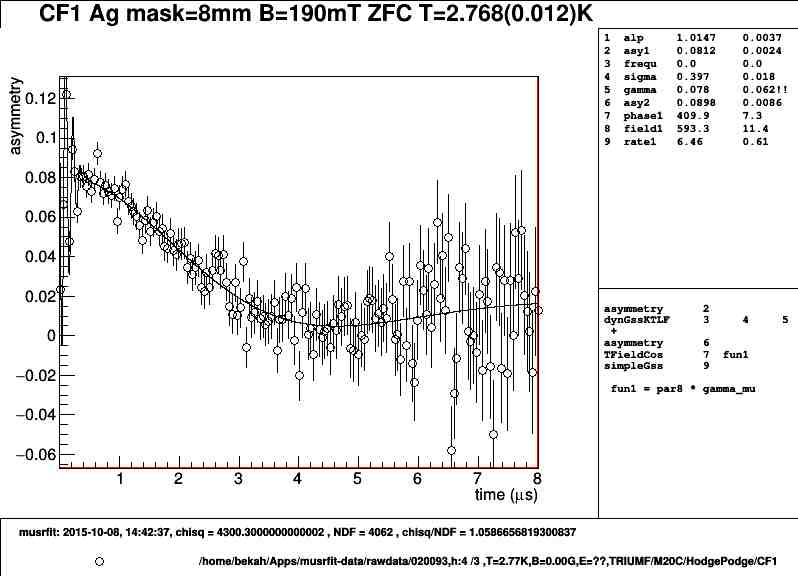 CF1 Ag mask=8mm B=190mT ZFC T=2.768(0.012)K
1 alp 1.0147 0.0037
2 asy1 0.0812 0.0024
3 frequ 0.0 0.0
4 sigma 0.397 0.018
5 gamma 0.078 0.062!!
6 asy2 0.0898 0.0086
7 phase1 409.9 7.3
8 field1 593.3 11.4
9 rate1 6.46 0.61
asymmetry
0.12
0.1
0.08
0.06
0.04
0.02
0
−0.02
−0.04
−0.06
1 2 3 4 5 6 7 8
time (μs)
asymmetry 2
dynGssKTLF 3 4 5
+
asymmetry 6
TFieldCos 7 fun1
simpleGss 9
fun1 = par8 * gamma_mu
musrfit: 2015-10-08, 14:42:37, chisq = 4300.3000000000002 , NDF = 4062 , chisq/NDF = 1.0586656819300837
/home/bekah/Apps/musrfit-data/rawdata/020093,h:4 /3 ,T=2.77K,B=0.00G,E=??,TRIUMF/M20C/HodgePodge/CF1